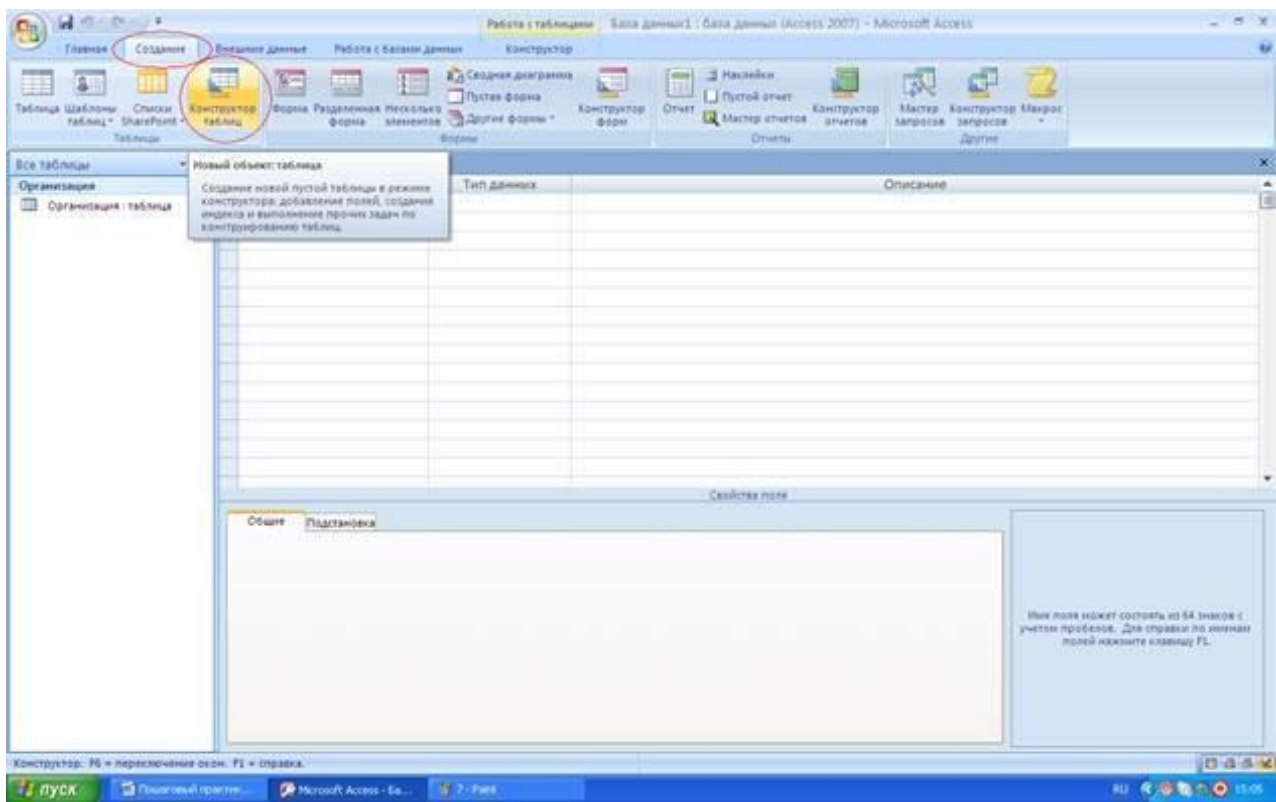 Работа с таблицами База данных1 : база данных (Access 2007) - Microsoft Access
Главная Создание Внешние данные Работа с базами данных Конструктор
Таблица Шаблоны таблиц Списки SharePoint Конструктор таблиц
Таблицы
Форма Разделенная форма Несколько элементов
Сводная диаграмма
Пустая форма
Другие формы
Конструктор форм
Формы
Отчет
Наклейки
Пустой отчет
Мастер отчетов
Конструктор отчетов
Отчеты
Мастер запросов Конструктор запросов Макрос
Другие
Все таблицы
Организация
Организация : таблица
Новый объект: таблица
Создание новой пустой таблицы в режиме
конструктора: добавление полей, создание
индекса и выполнение прочих задач по
конструированию таблиц.
Тип данных Описание
Свойства поля
Общие Подстановка
Имя поля может состоять из 64 знаков с
учетом пробелов. Для справки по именам
полей нажмите клавишу F1.
Конструктор. F6 = переключение окон. F1 = справка.
пуск Пошаговый практик... Microsoft Access - Ба... 7 - Paint RU 15:05